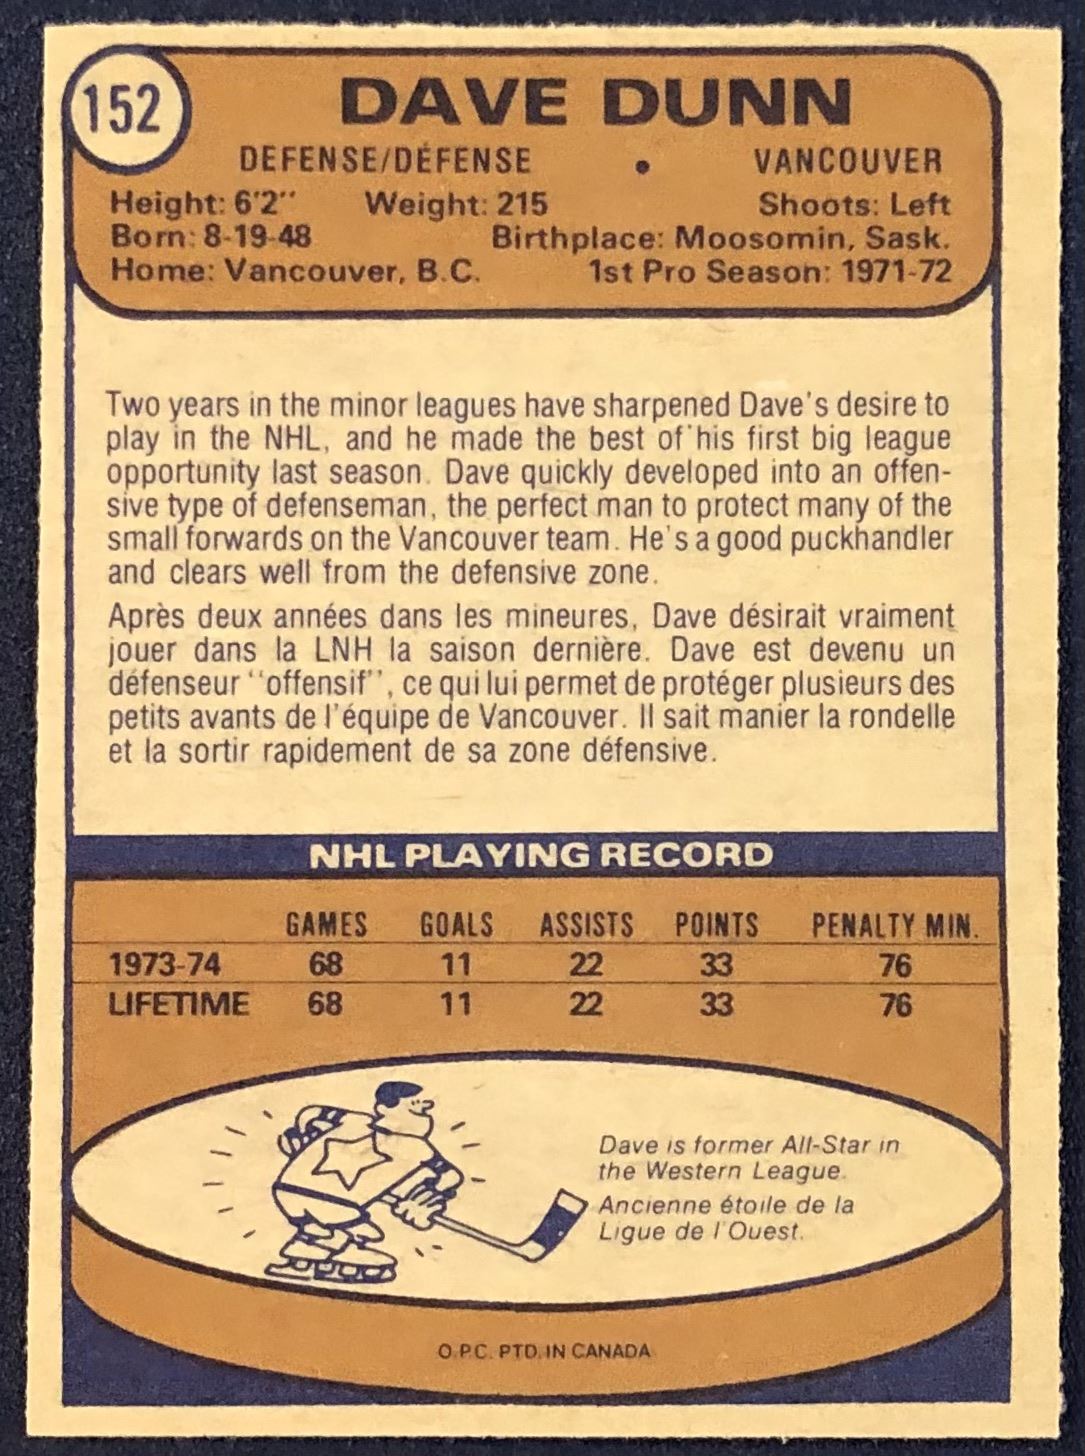 152
DAVE DUNN
DEFENSE/DÉFENSE • VANCOUVER
Height: 6'2" Weight: 215 Shoots: Left
Born: 8-19-48 Birthplace: Moosomin, Sask.
Home: Vancouver, B.C. 1st Pro Season: 1971-72
Two years in the minor leagues have sharpened Dave's desire to
play in the NHL, and he made the best of his first big league
opportunity last season. Dave quickly developed into an offen-
sive type of defenseman, the perfect man to protect many of the
small forwards on the Vancouver team. He's a good puckhandler
and clears well from the defensive zone.
Après deux années dans les mineures, Dave désirait vraiment
jouer dans la LNH la saison dernière. Dave est devenu un
défenseur "offensif", ce qui lui permet de protéger plusieurs des
petits avants de l'équipe de Vancouver. Il sait manier la rondelle
et la sortir rapidement de sa zone défensive.
NHL PLAYING RECORD
GAMES GOALS ASSISTS POINTS PENALTY MIN.
1973-74 68 11 22 33 76
LIFETIME 68 11 22 33 76
Dave is former All-Star in
the Western League.
Ancienne étoile de la
Ligue de l'Ouest.
O.P.C. PTD. IN CANADA